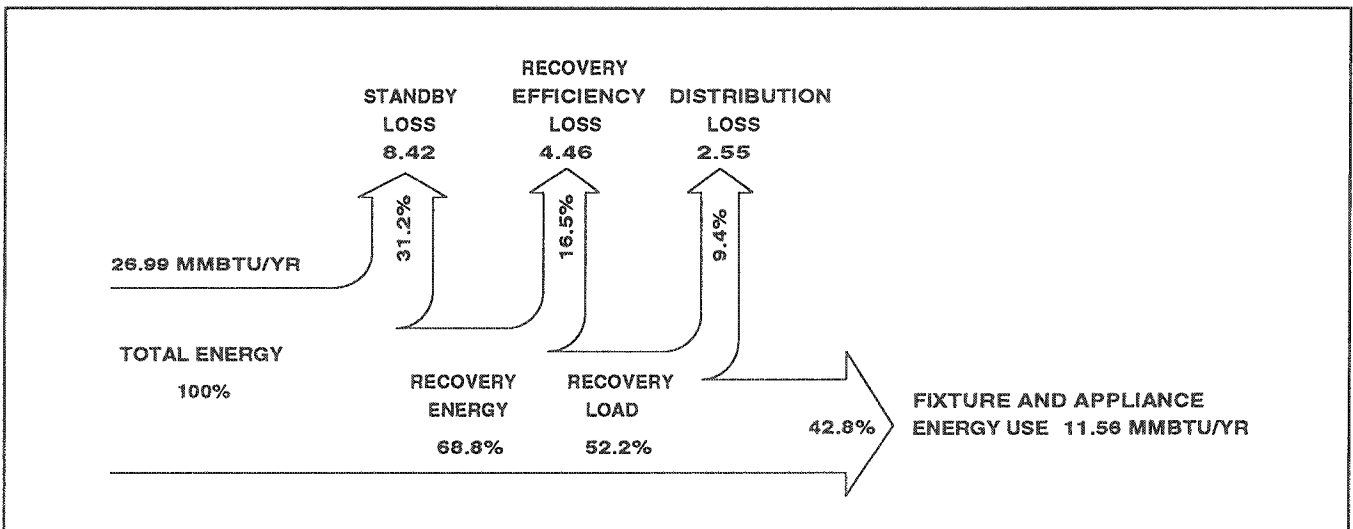 RECOVERY
STANDBY EFFICIENCY DISTRIBUTION
LOSS LOSS LOSS
8.42 4.46 2.55
31.2% 16.5% 9.4%
26.99 MMBTU/YR
TOTAL ENERGY
100%
RECOVERY
ENERGY
68.8%
RECOVERY
LOAD
52.2%
42.8%
FIXTURE AND APPLIANCE
ENERGY USE 11.56 MMBTU/YR